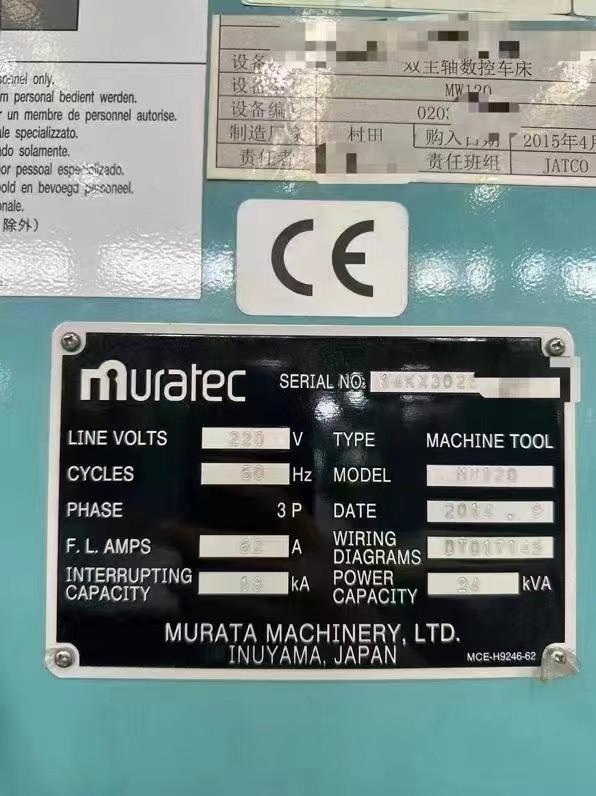 sonnel only.
m personal bedient werden.
r un membre de personnel autorise.
ale specializzato.
do solamente.
or pessoal especializado.
old en bevoegd personeel.
onale.
除外）
设备 双主轴数控车床
设备 MW120
设备编 020
制造厂家 村田 购入日期 2015年4月
责任者 责任班组 JATCO
CE
muratec SERIAL NO.
LINE VOLTS 220 V TYPE MACHINE TOOL
CYCLES 50 Hz MODEL MW120
PHASE 3 P DATE 2014.9
F. L. AMPS 62 A WIRING DIAGRAMS
INTERRUPTING CAPACITY 18 kA POWER CAPACITY 24 kVA
MURATA MACHINERY, LTD.
INUYAMA, JAPAN MCE-H9246-62